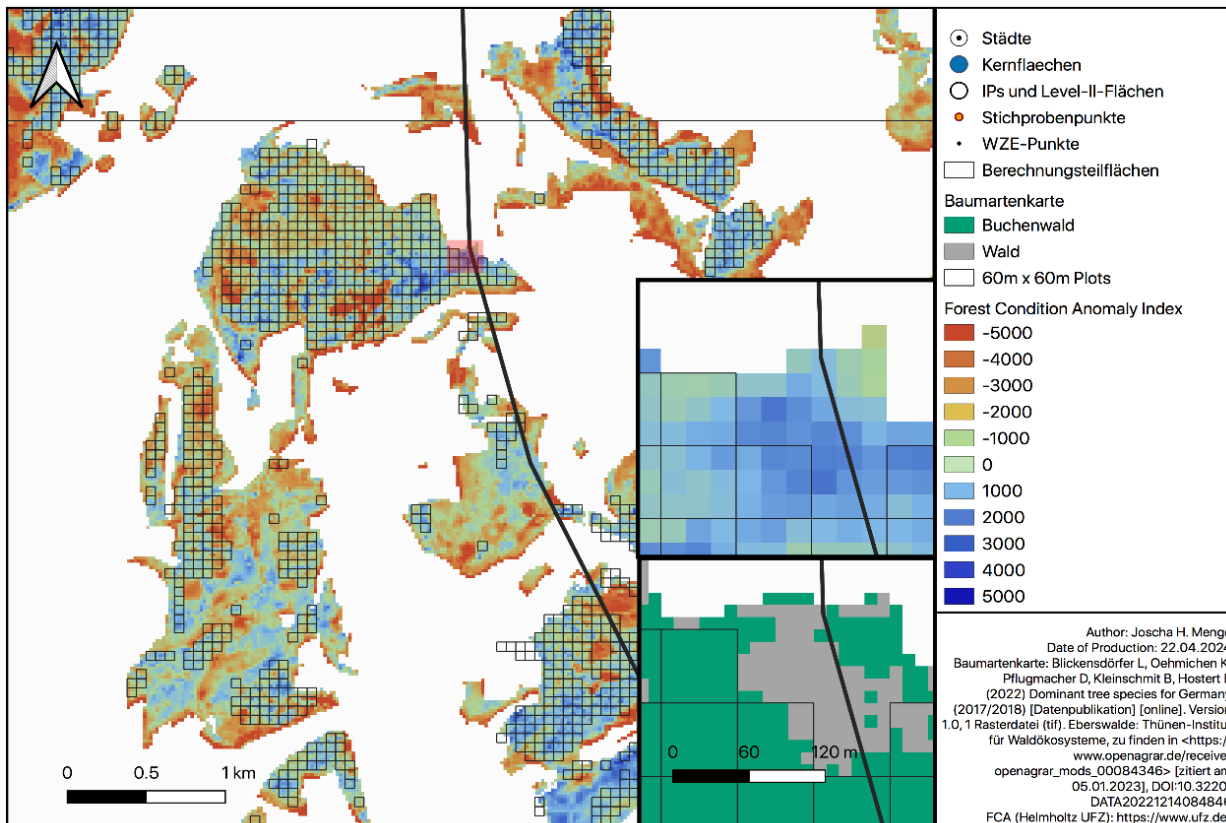 Städte
Kernflaechen
IPs und Level-II-Flächen
Stichprobenpunkte
WZE-Punkte
Berechnungsteilflächen
Baumartenkarte
Buchenwald
Wald
60m x 60m Plots
Forest Condition Anomaly Index
-5000
-4000
-3000
-2000
-1000
0
1000
2000
3000
4000
5000
Author: Joscha H. Menge
Date of Production: 22.04.2024
Baumartenkarte: Blickensdörfer L, Oehmichen K
Pflugmacher D, Kleinschmit B, Hostert
(2022) Dominant tree species for German
(2017/2018) [Datenpublikation] [online]. Version
1.0, 1 Rasterdatei (tif). Eberswalde: Thünen-Institu
für Waldökosysteme, zu finden in <https:/
www.openagrar.de/receive
openagrar_mods_00084346> [zitiert am
05.01.2023], DOI:10.3220
DATA20221214084846
FCA (Helmholtz UFZ): https://www.ufz.de
0 60 120 m
0 0.5 1 km